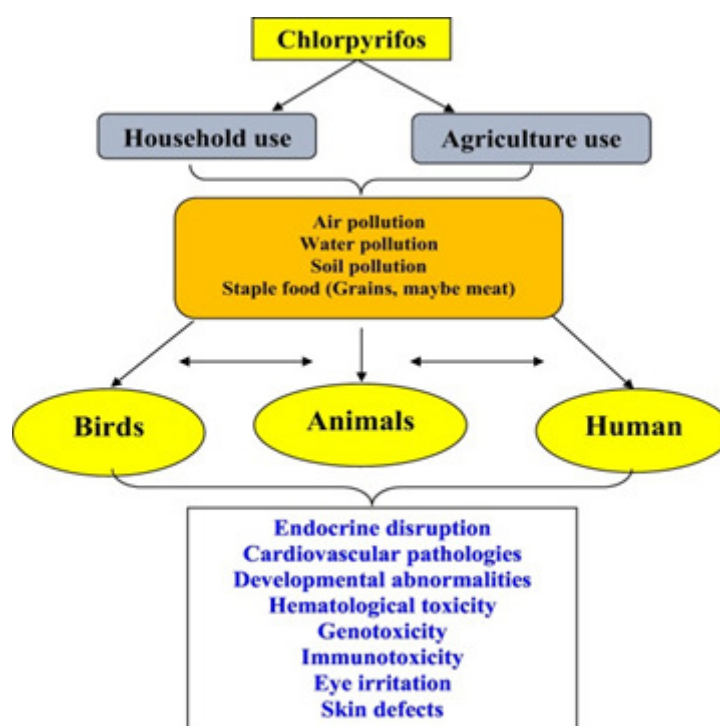 Chlorpyrifos
Household use
Agriculture use
Air pollution
Water pollution
Soil pollution
Staple food (Grains, maybe meat)
Birds
Animals
Human
Endocrine disruption
Cardiovascular pathologies
Developmental abnormalities
Hematological toxicity
Genotoxicity
Immunotoxicity
Eye irritation
Skin defects